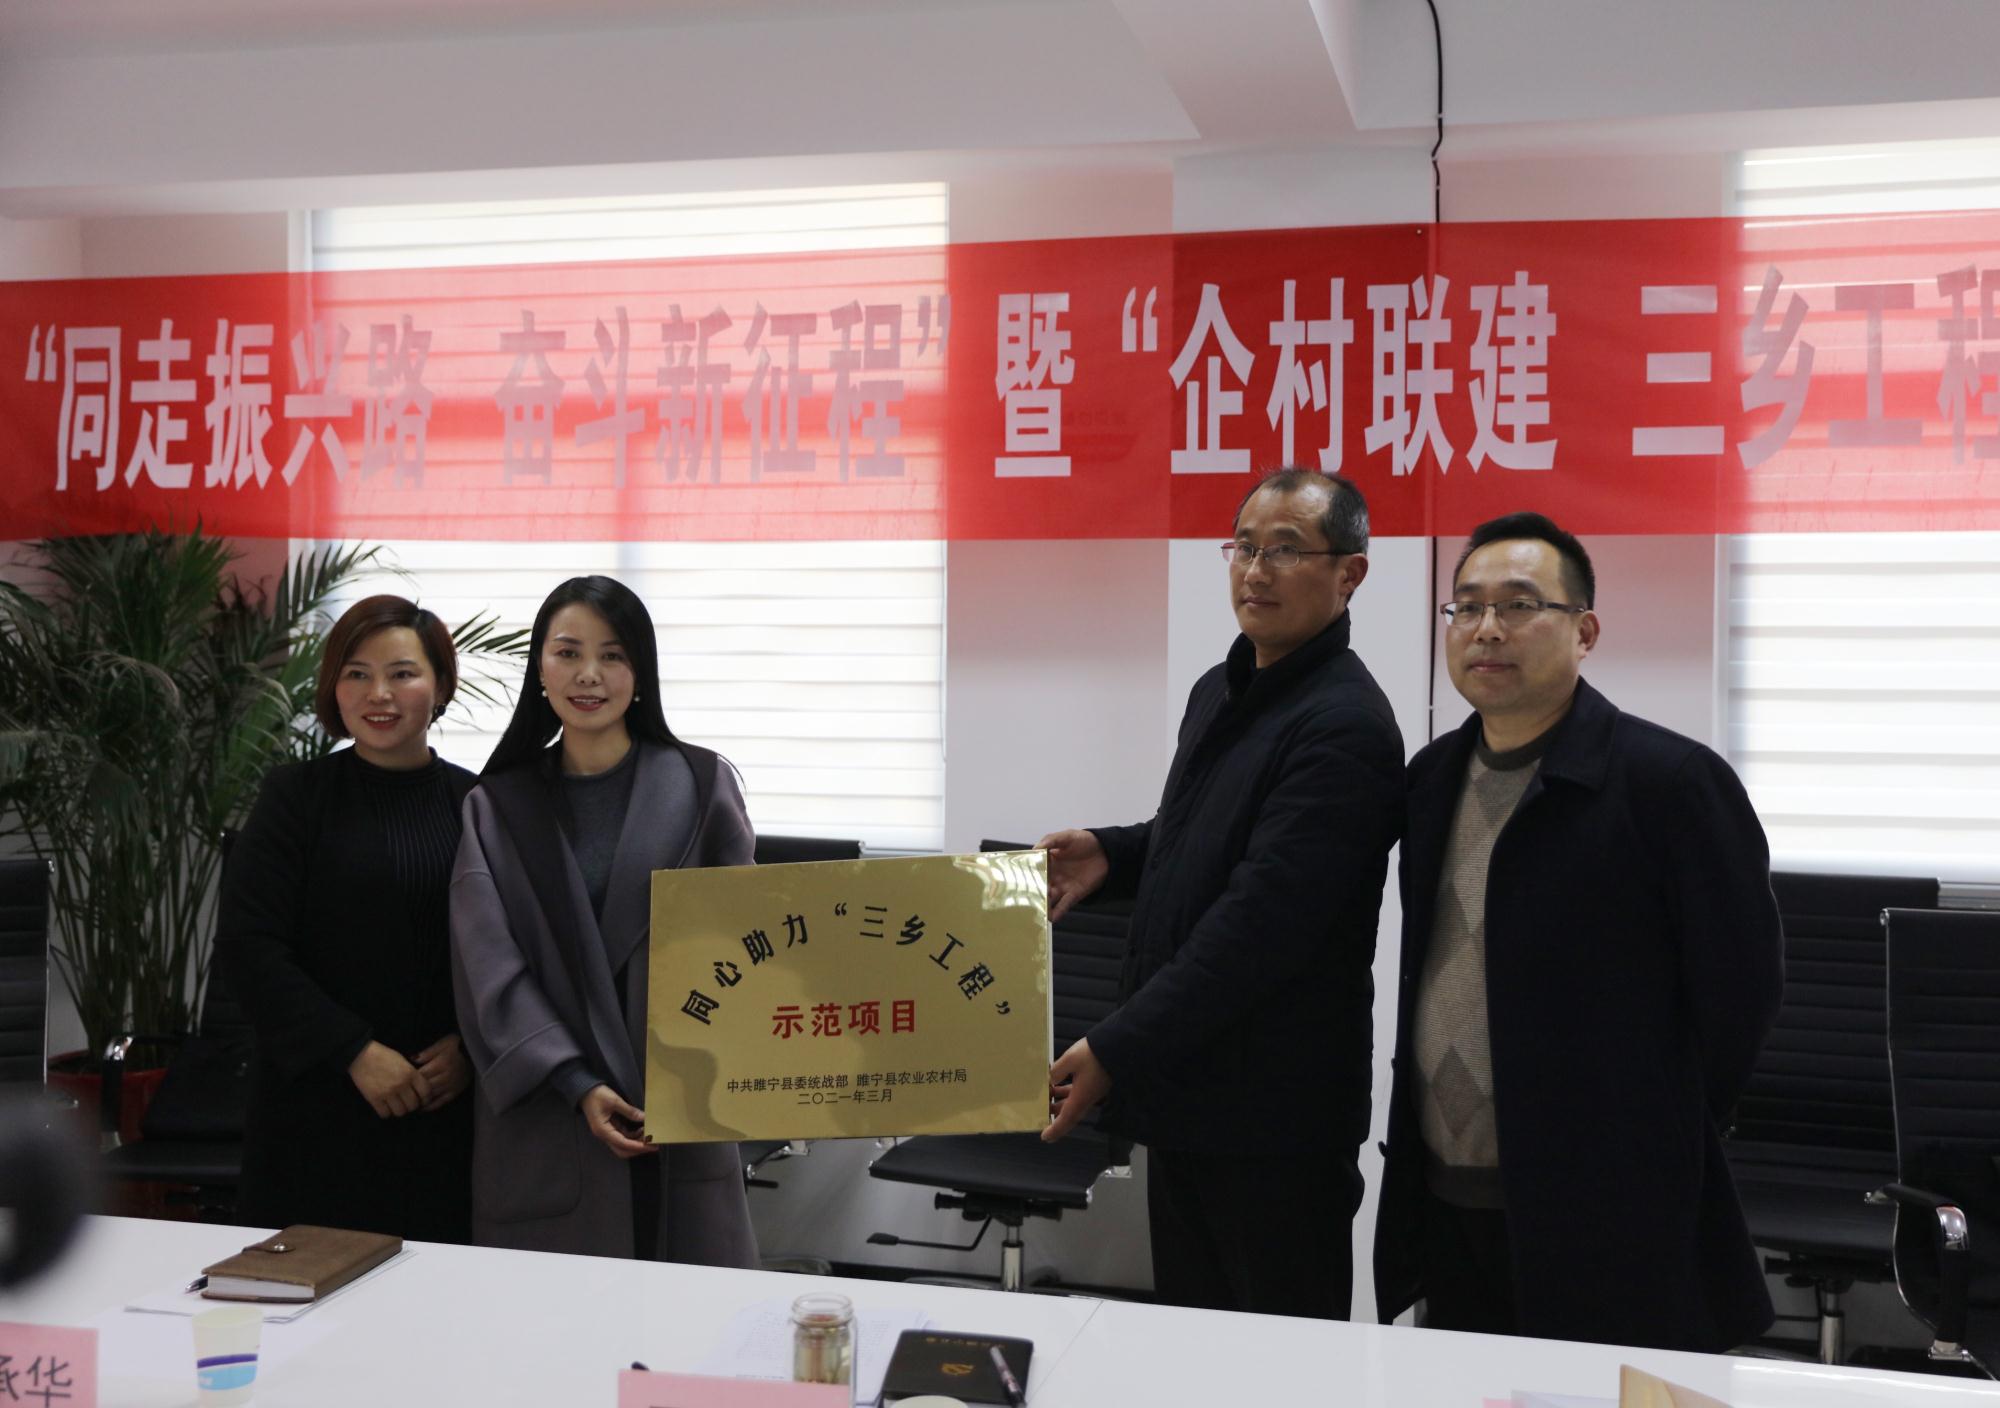 “同走振兴路 奋斗新征程”暨“企村联建 三乡工程
同心助力“三乡工程”
示范项目
中共睢宁县委统战部 睢宁县农业农村局
二〇二一年三月
华